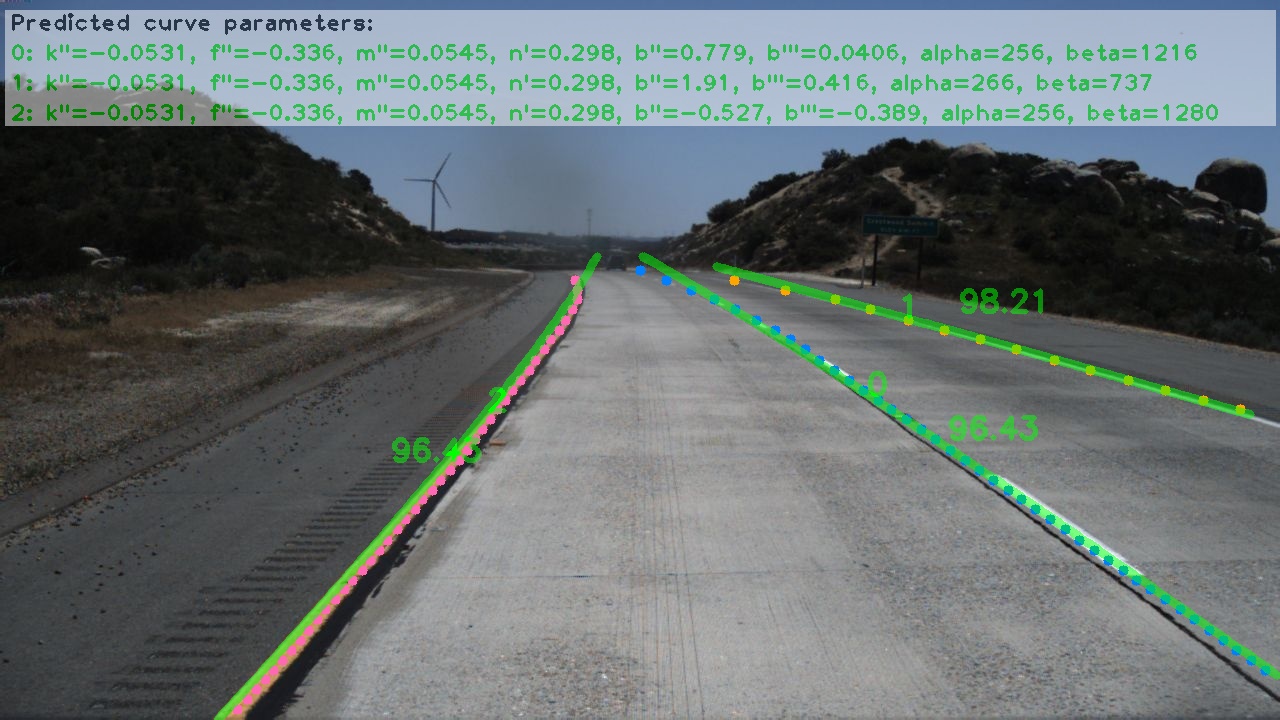 Predicted curve parameters:
0: k''=-0.0531, f''=-0.336, m''=0.0545, n'=0.298, b''=0.779, b'''=0.0406, alpha=256, beta=1216
1: k''=-0.0531, f''=-0.336, m''=0.0545, n'=0.298, b''=1.91, b'''=0.416, alpha=266, beta=737
2: k''=-0.0531, f''=-0.336, m''=0.0545, n'=0.298, b''=-0.527, b'''=-0.389, alpha=256, beta=1280
Crestwood Summit
1
98.21
0
96.43
2
96.43